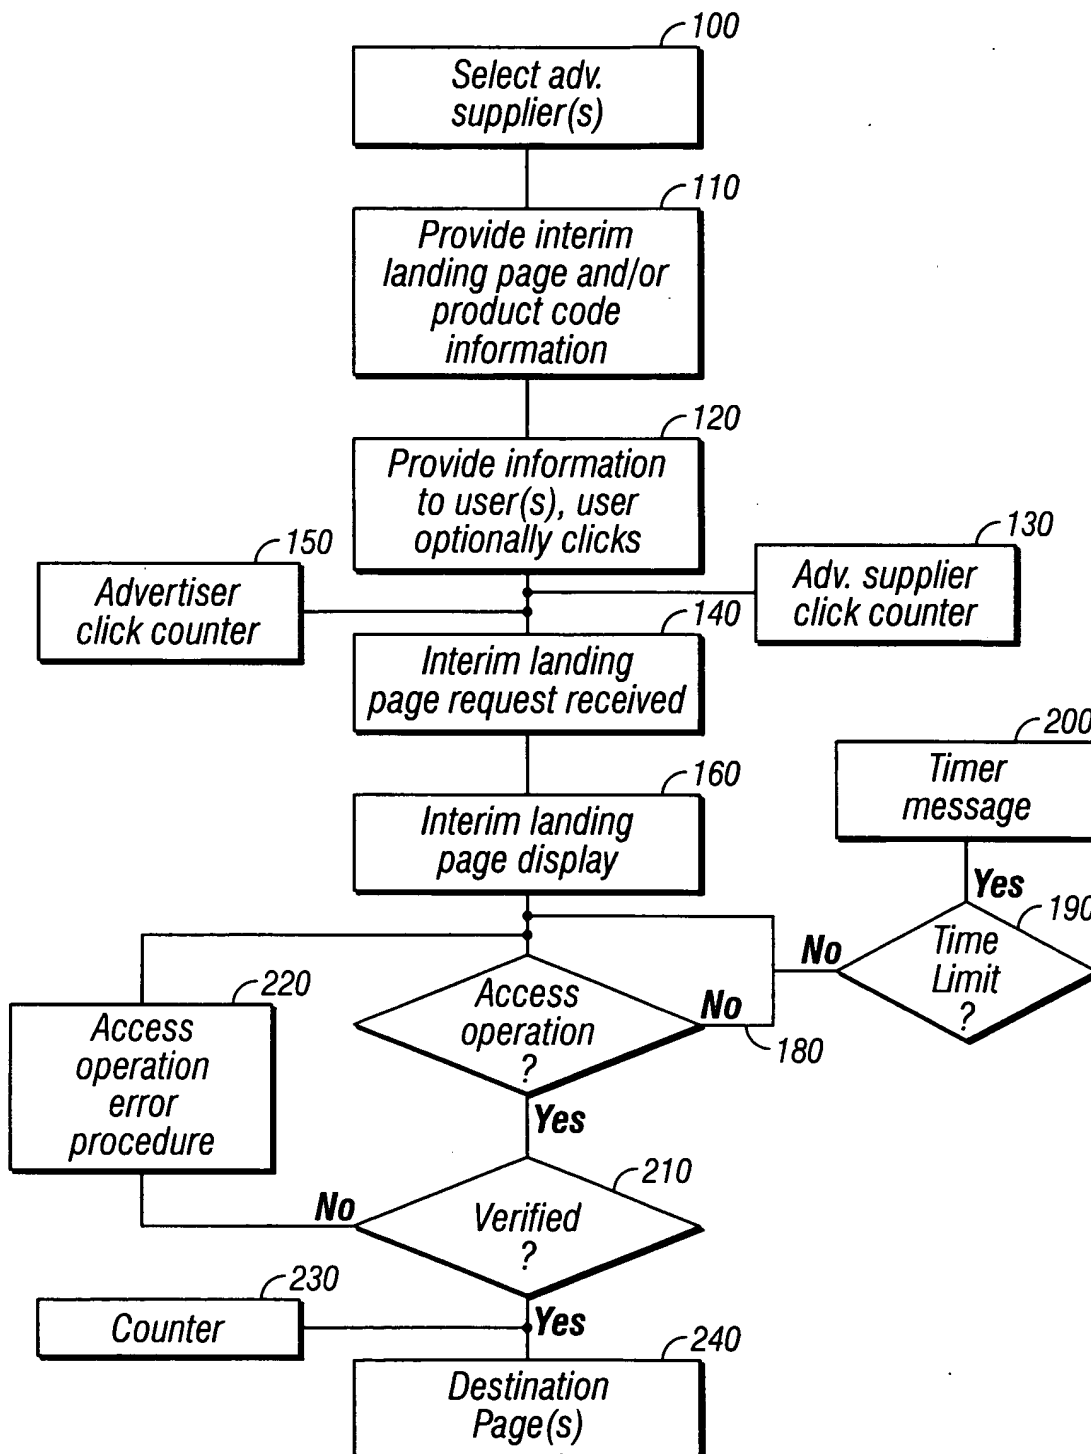 100
Select adv.
supplier(s)
110
Provide interim
landing page and/or
product code
information
120
Provide information
to user(s), user
optionally clicks
150
Advertiser
click counter
130
Adv. supplier
click counter
140
Interim landing
page request received
200
Timer
message
160
Interim landing
page display
Yes
190
Time
Limit
?
No
220
Access
operation
error
procedure
Access
operation
?
No
180
Yes
210
Verified
?
No
230
Counter
Yes
240
Destination
Page(s)